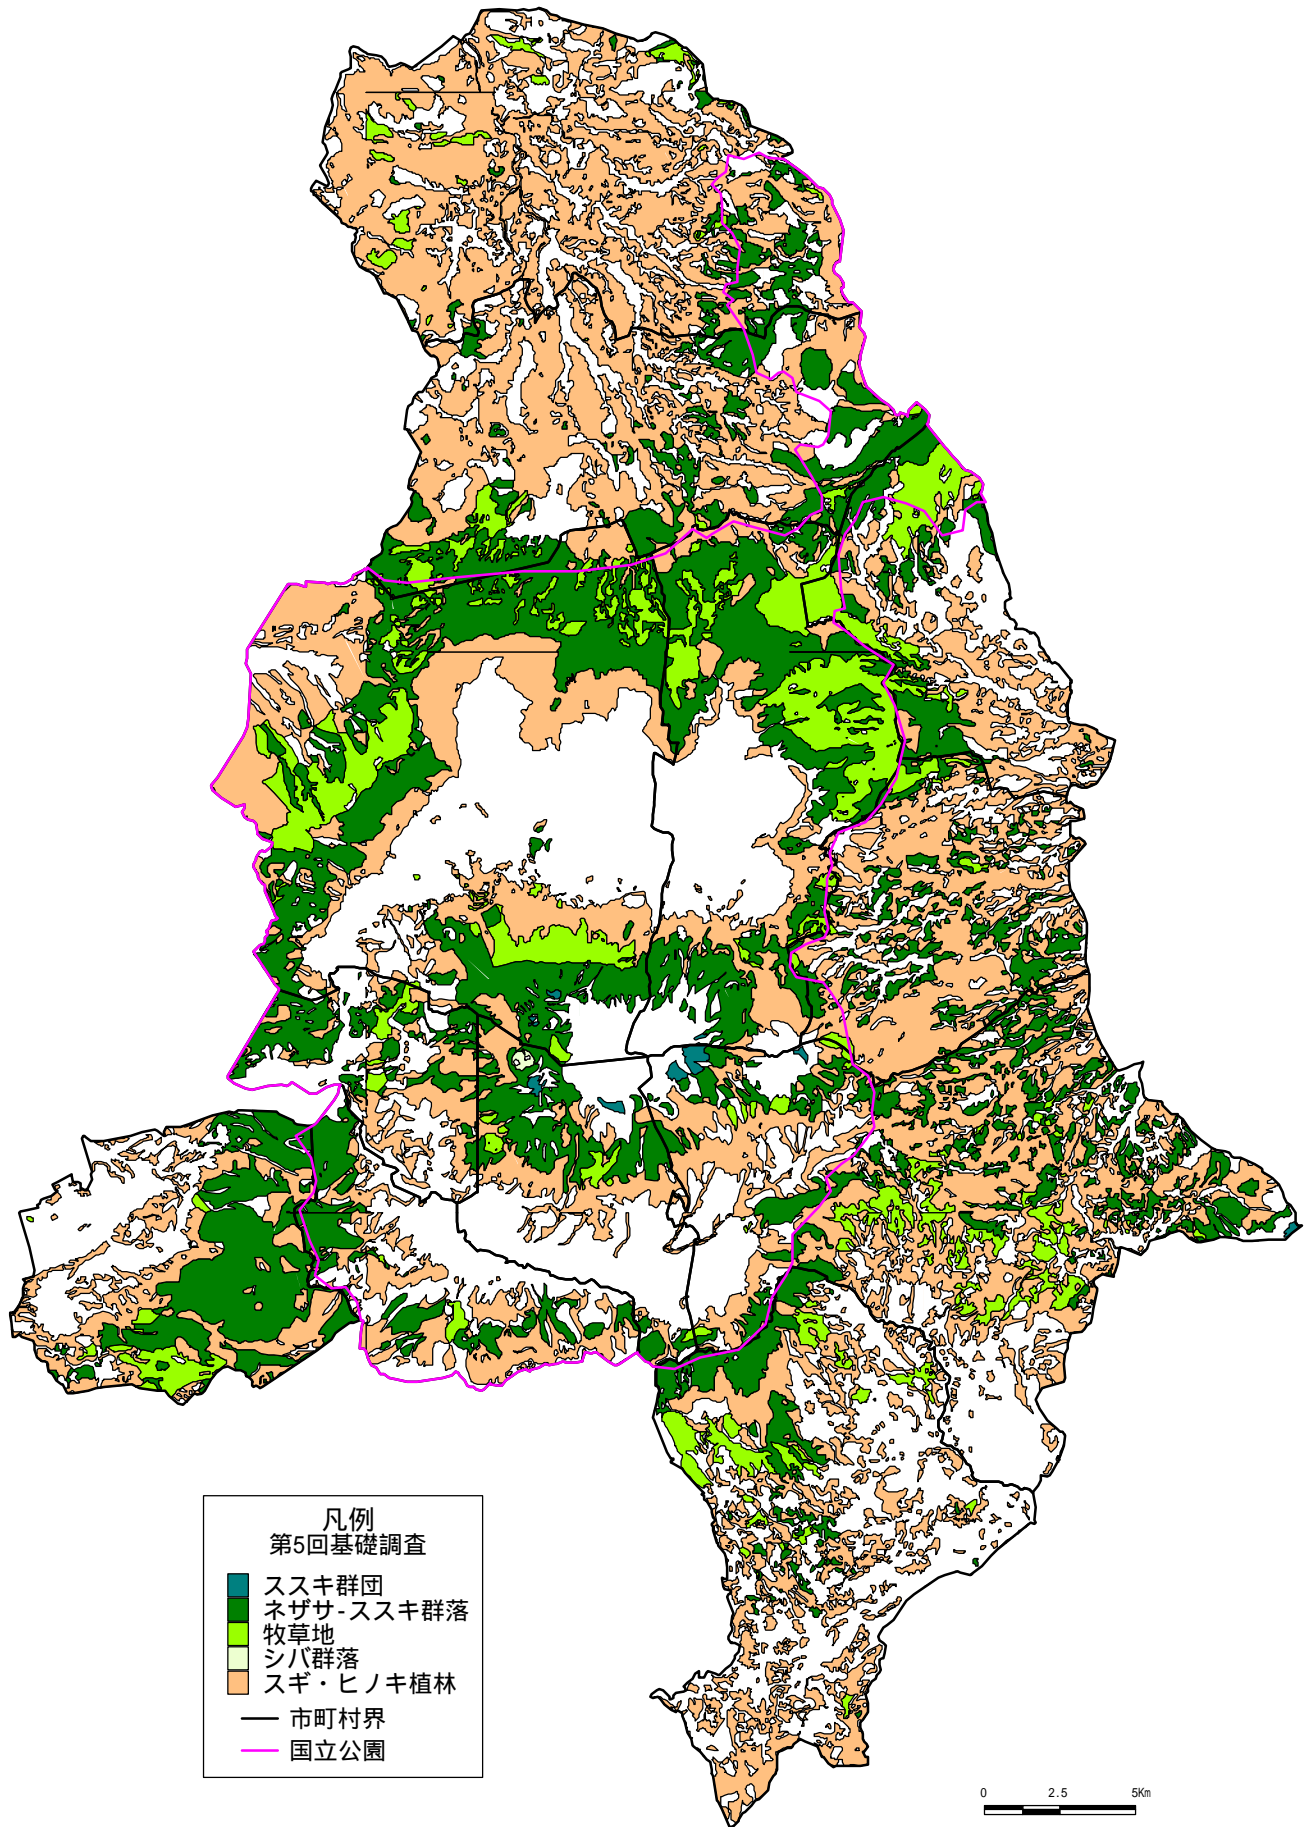 凡例
第5回基礎調査
ススキ群団
ネザサ-ススキ群落
牧草地
シバ群落
スギ・ヒノキ植林
市町村界
国立公園
0 2.5 5Km